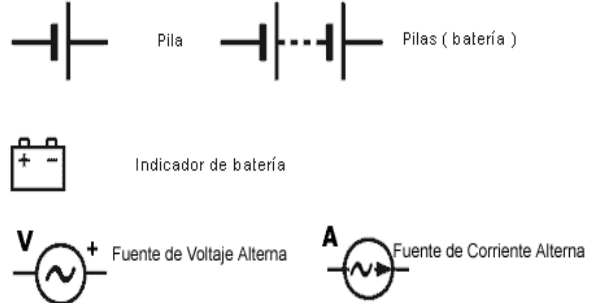 Pila
Pilas ( batería )
+ −
Indicador de batería
V + Fuente de Voltaje Alterna
A Fuente de Corriente Alterna